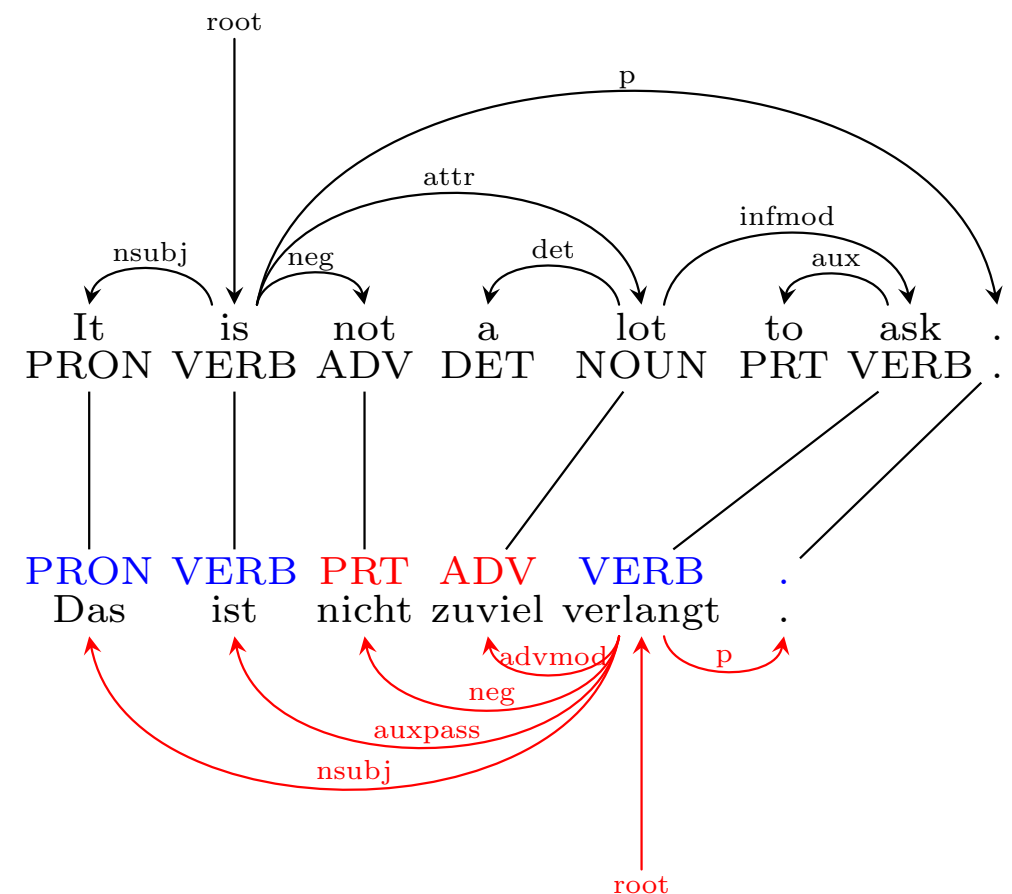 root
p
attr
infmod
nsubj neg det aux
It is not a lot to ask .
PRON VERB ADV DET NOUN PRT VERB .
PRON VERB PRT ADV VERB .
Das ist nicht zuviel verlangt .
advmod p
neg
auxpass
nsubj
root